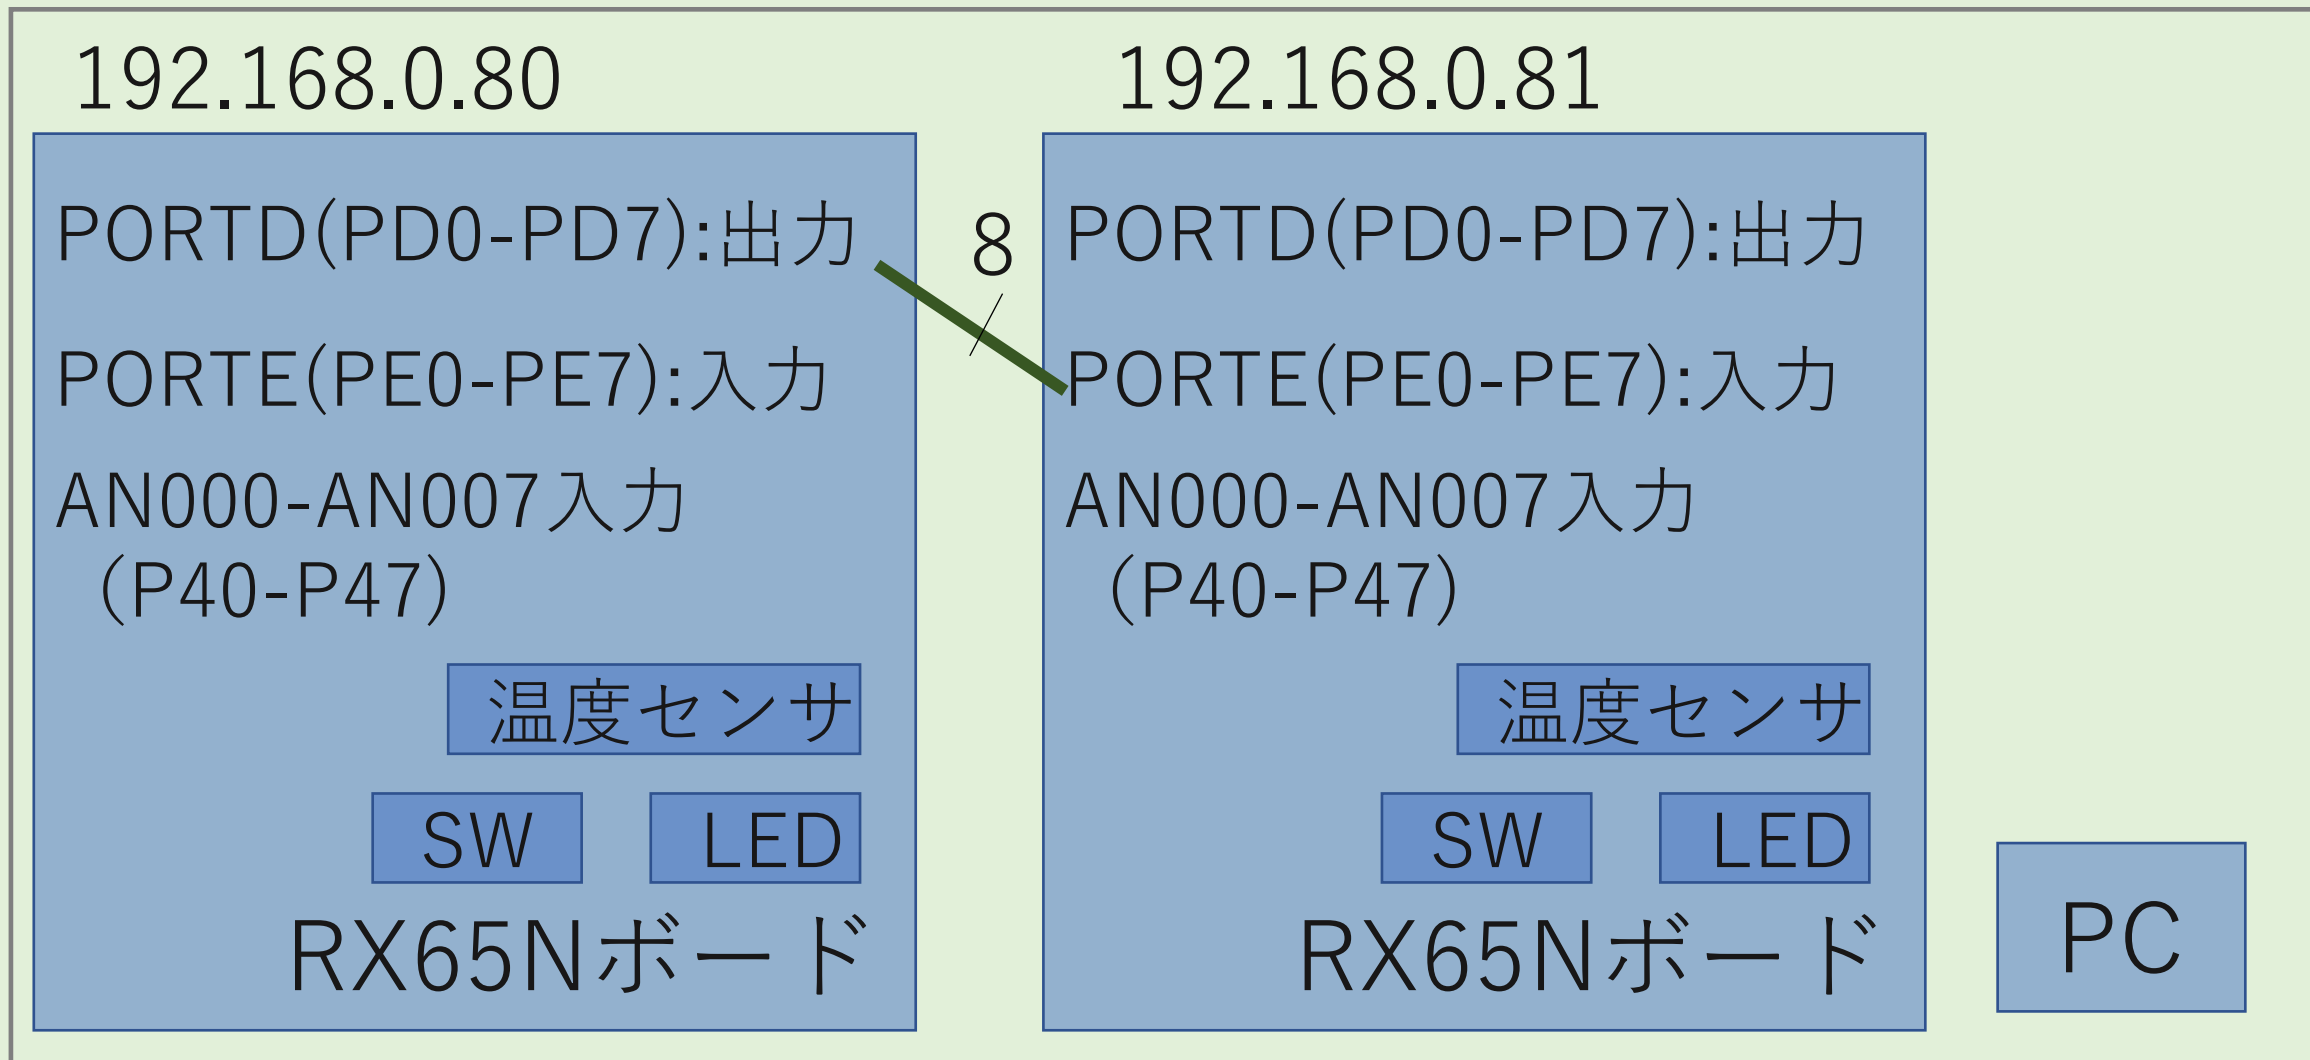 192.168.0.80
PORTD(PD0-PD7):出力
PORTE(PE0-PE7):入力
AN000-AN007入力
(P40-P47)
温度センサ
SW
LED
RX65Nボード
8
192.168.0.81
PORTD(PD0-PD7):出力
PORTE(PE0-PE7):入力
AN000-AN007入力
(P40-P47)
温度センサ
SW
LED
RX65Nボード
PC